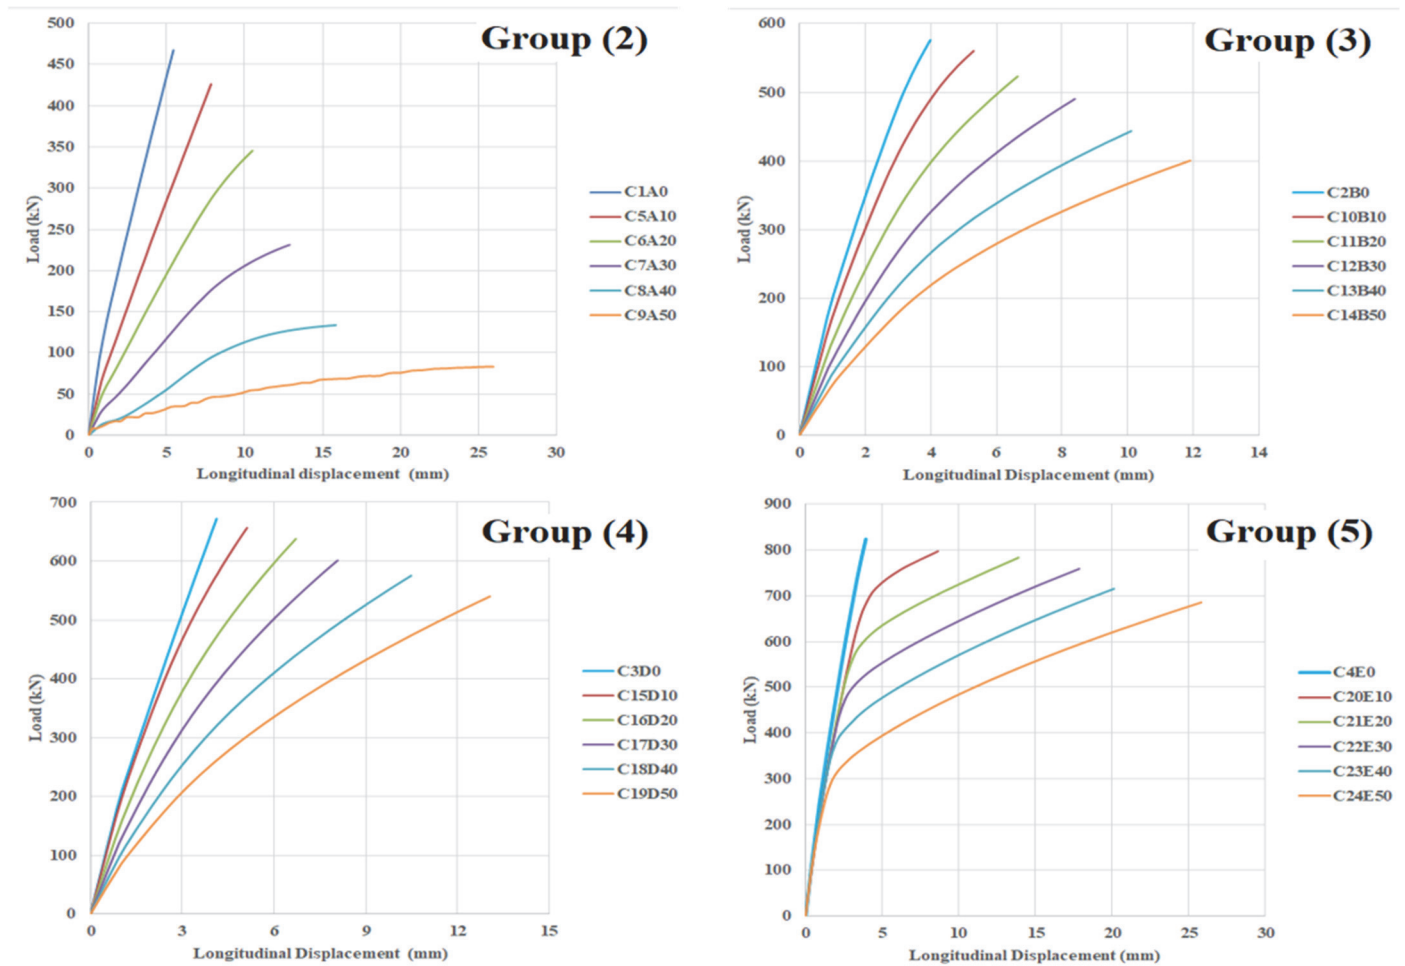 Group (2)
500
450
400
350
300
250
200
150
100
50
0
Load (kN)
0 5 10 15 20 25 30
Longitudinal displacement (mm)
C1A0
C5A10
C6A20
C7A30
C8A40
C9A50
Group (3)
600
500
400
300
200
100
0
Load (kN)
0 2 4 6 8 10 12 14
Longitudinal Displacement (mm)
C2B0
C10B10
C11B20
C12B30
C13B40
C14B50
Group (4)
700
600
500
400
300
200
100
0
Load (kN)
0 3 6 9 12 15
Longitudinal Displacement (mm)
C3D0
C15D10
C16D20
C17D30
C18D40
C19D50
Group (5)
900
800
700
600
500
400
300
200
100
0
Load (kN)
0 5 10 15 20 25 30
Longitudinal Displacement (mm)
C4E0
C20E10
C21E20
C22E30
C23E40
C24E50